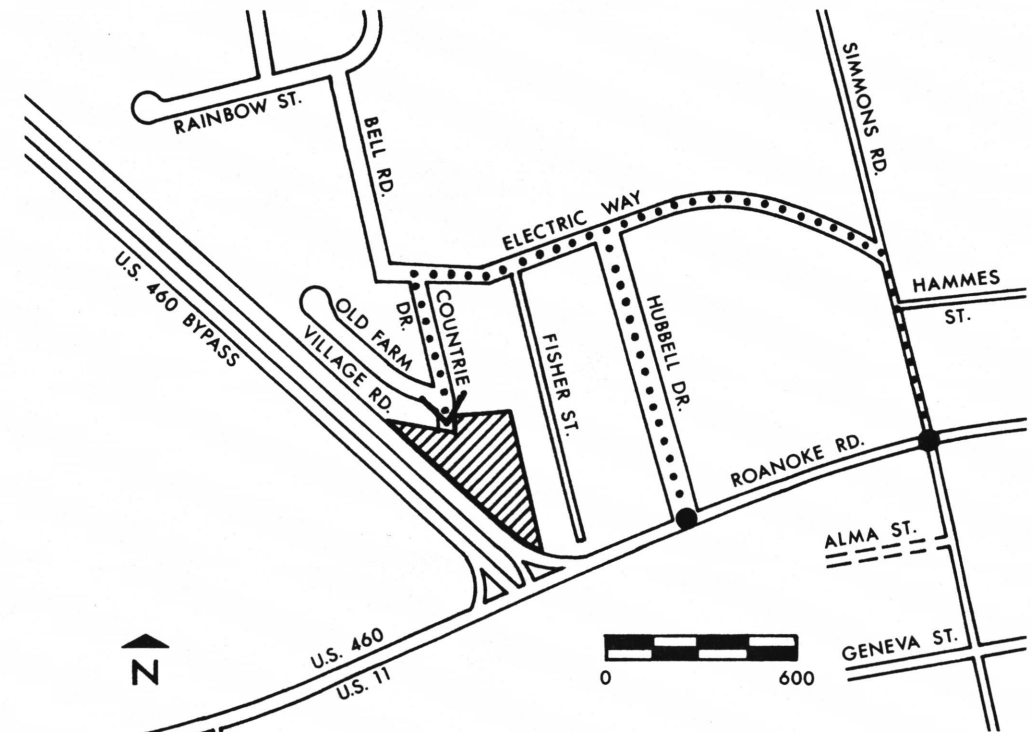 RAINBOW ST.
BELL RD.
SIMMONS RD.
ELECTRIC WAY
U.S. 460 BYPASS
HAMMES
ST.
OLD FARM
VILLAGE RD.
COUNTRIE
DR.
FISHER ST.
HUBBELL DR.
ROANOKE RD.
ALMA ST.
GENEVA ST.
U.S. 460
U.S. 11
N
0 600